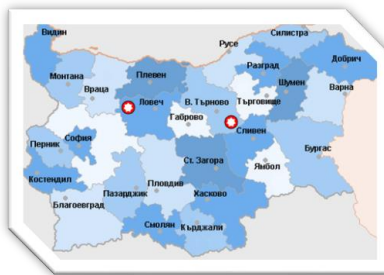 Видин
Силистра
Русе
Добрич
Разград
Монтана
Плевен
Шумен
Варна
Враца
Ловеч
В. Търново
Търговище
Габрово
София
Сливен
Перник
Бургас
Ст. Загора
Ямбол
Кюстендил
Пловдив
Пазарджик
Хасково
Благоевград
Смолян
Кърджали